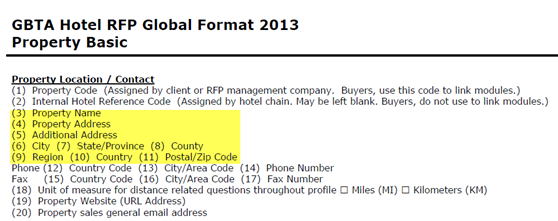 GBTA Hotel RFP Global Format 2013
Property Basic
Property Location / Contact
(1) Property Code (Assigned by client or RFP management company. Buyers, use this code to link modules.)
(2) Internal Hotel Reference Code (Assigned by hotel chain. May be left blank. Buyers, do not use to link modules.)
(3) Property Name
(4) Property Address
(5) Additional Address
(6) City (7) State/Province (8) County
(9) Region (10) Country (11) Postal/Zip Code
Phone (12) Country Code (13) City/Area Code (14) Phone Number
Fax (15) Country Code (16) City/Area Code (17) Fax Number
(18) Unit of measure for distance related questions throughout profile ☐ Miles (MI) ☐ Kilometers (KM)
(19) Property Website (URL Address)
(20) Property sales general email address